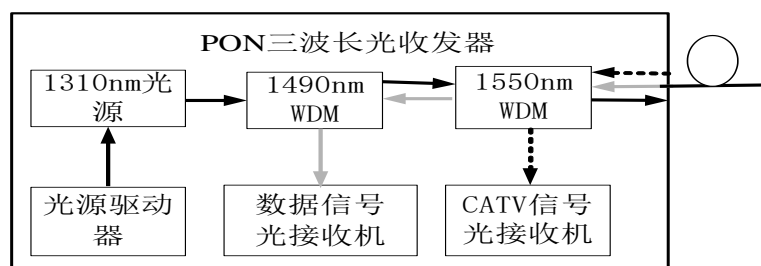 PON三波长光收发器
1310nm光
源
1490nm
WDM
1550nm
WDM
光源驱动
器
数据信号
光接收机
CATV信号
光接收机